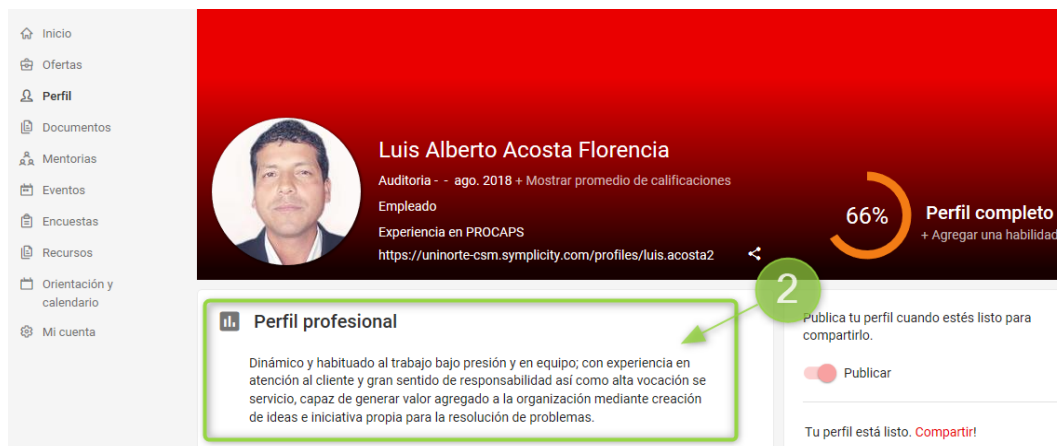 Inicio
Ofertas
Perfil
Documentos
Mentorias
Eventos
Encuestas
Recursos
Orientación y
calendario
Mi cuenta
Luis Alberto Acosta Florencia
Auditoria - - ago. 2018 + Mostrar promedio de calificaciones
Empleado
Experiencia en PROCAPS
https://uninorte-csm.symplicity.com/profiles/luis.acosta2
66%
Perfil completo
+ Agregar una habilidad
2
Perfil profesional
Dinámico y habituado al trabajo bajo presión y en equipo; con experiencia en
atención al cliente y gran sentido de responsabilidad así como alta vocación se
servicio, capaz de generar valor agregado a la organización mediante creación
de ideas e iniciativa propia para la resolución de problemas.
Publica tu perfil cuando estés listo para
compartirlo.
Publicar
Tu perfil está listo. Compartir!